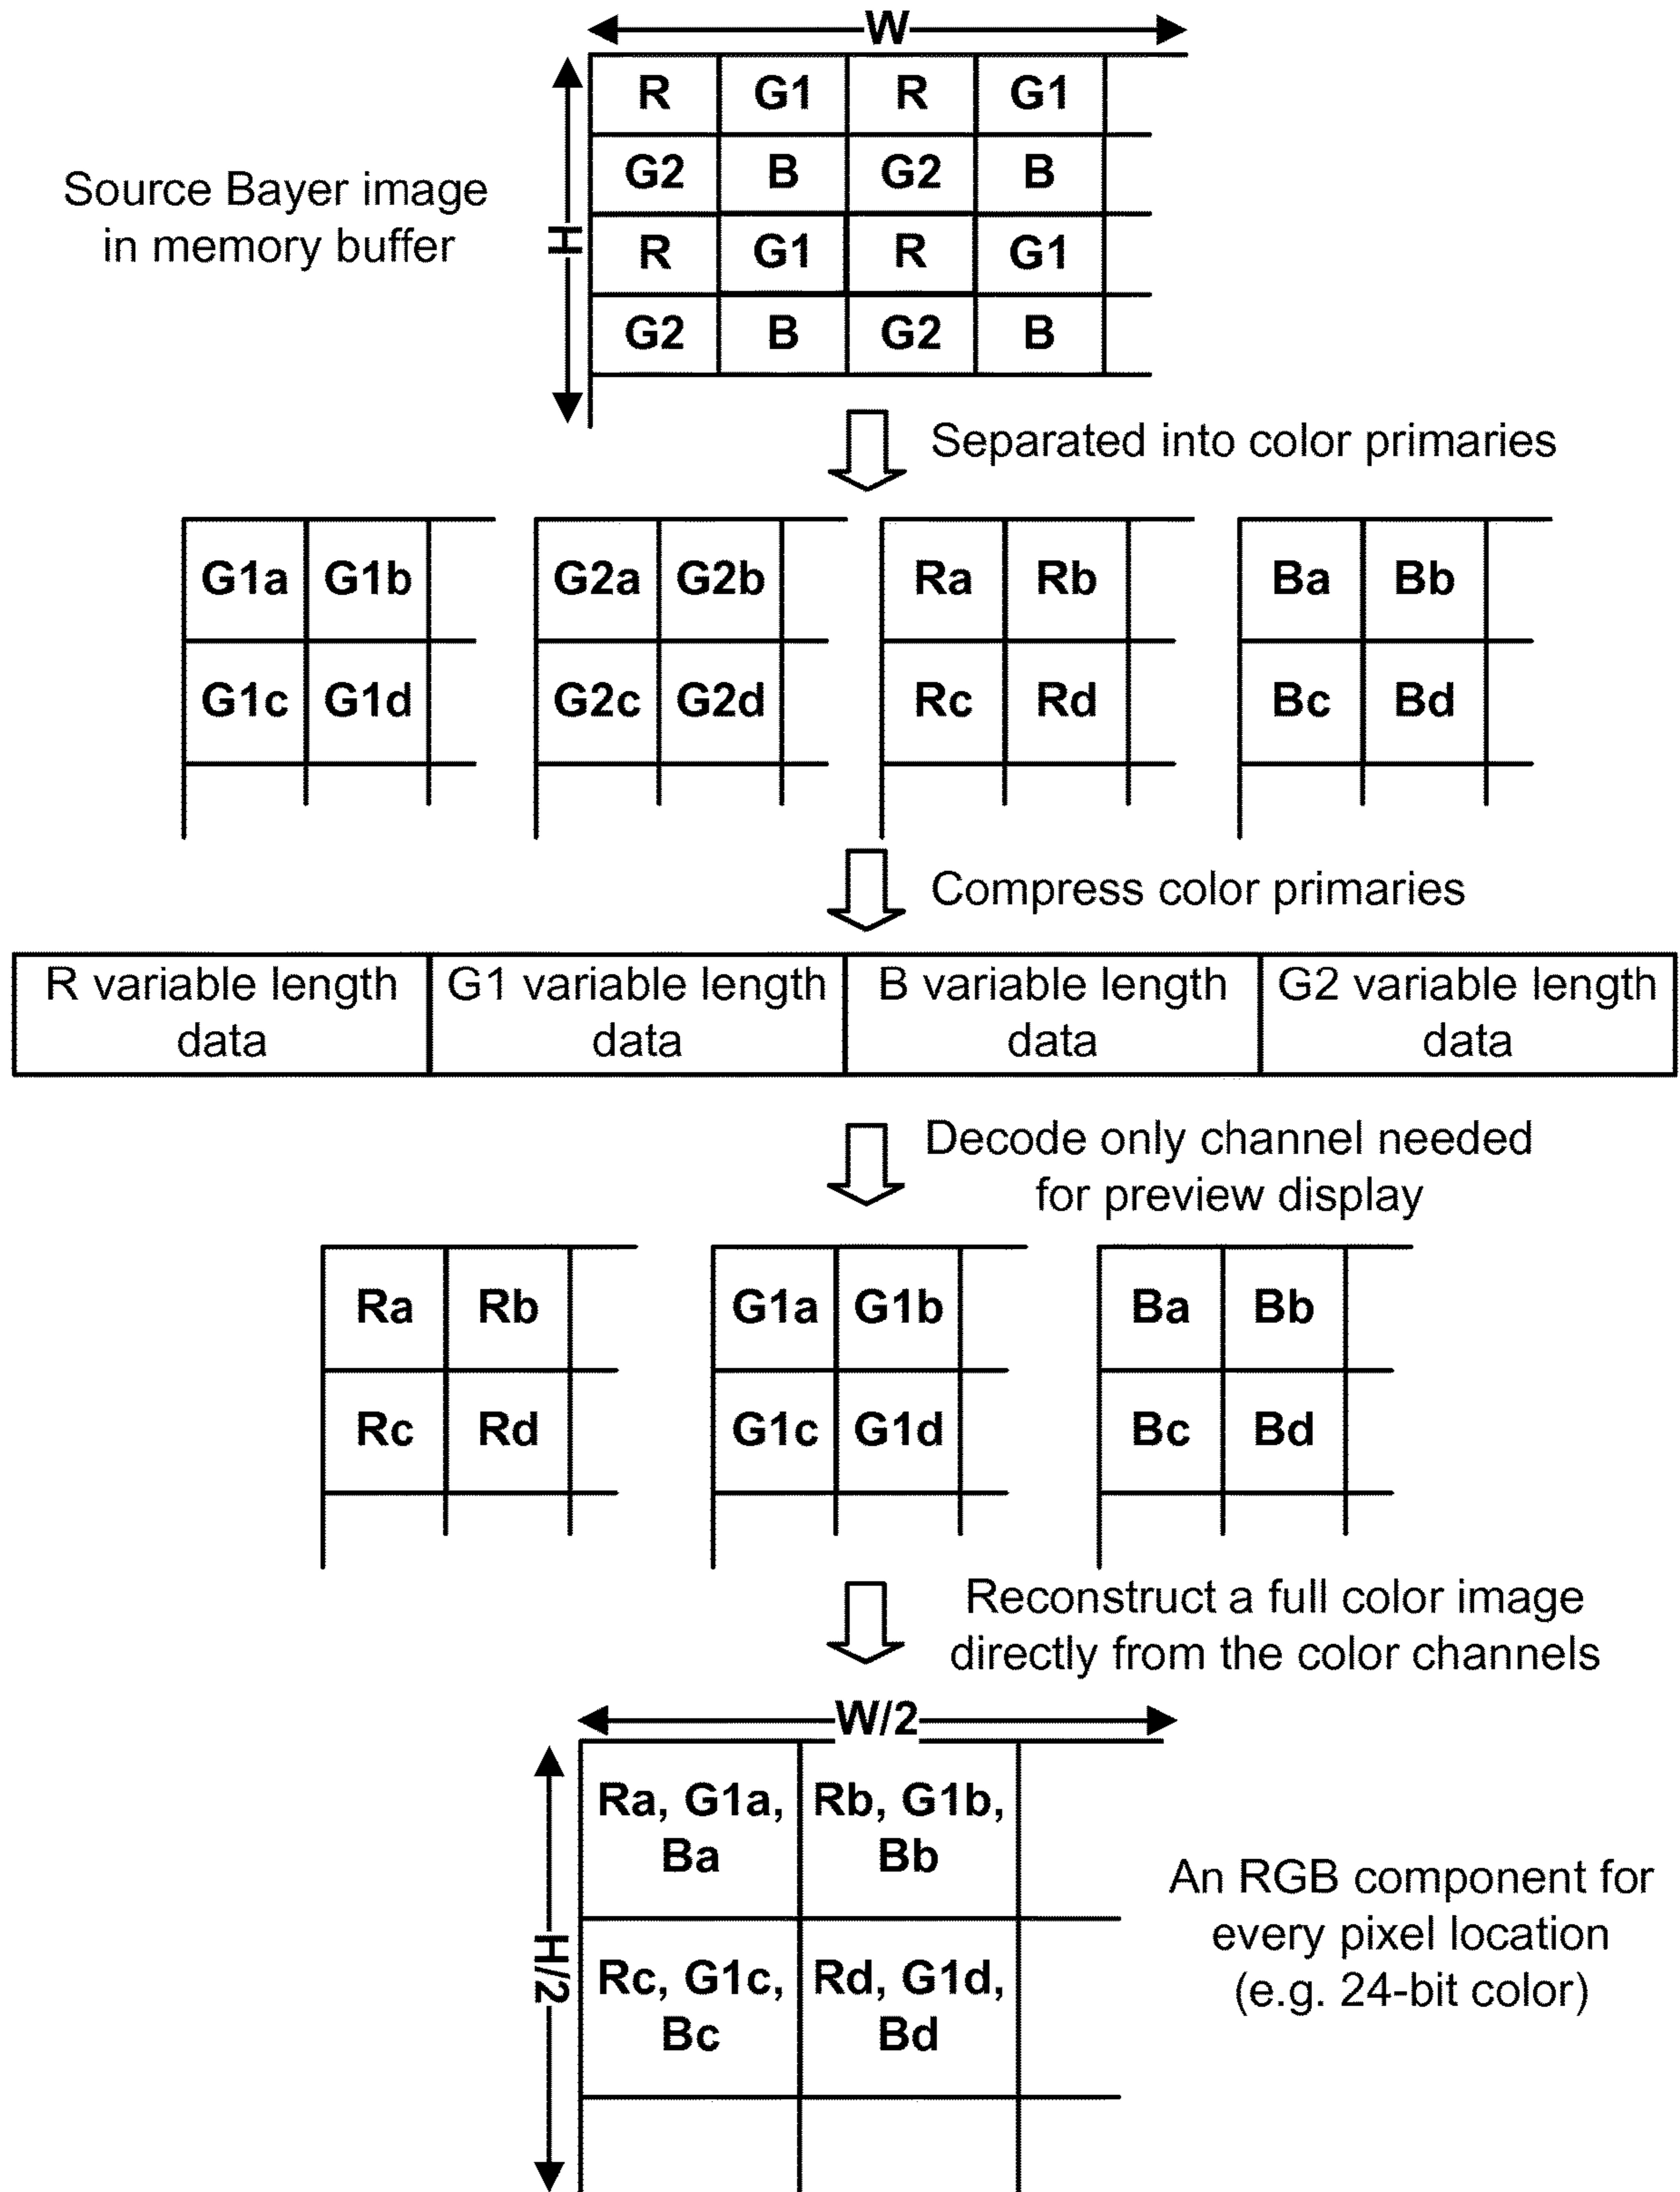 W
H
R G1 R G1
G2 B G2 B
R G1 R G1
G2 B G2 B
Source Bayer image
in memory buffer
Separated into color primaries
G1a G1b G2a G2b Ra Rb Ba Bb
G1c G1d G2c G2d Rc Rd Bc Bd
Compress color primaries
R variable length
data
G1 variable length
data
B variable length
data
G2 variable length
data
Decode only channel needed
for preview display
Ra Rb G1a G1b Ba Bb
Rc Rd G1c G1d Bc Bd
Reconstruct a full color image
directly from the color channels
W/2
H/2
Ra, G1a,
Ba
Rb, G1b,
Bb
Rc, G1c,
Bc
Rd, G1d,
Bd
An RGB component for
every pixel location
(e.g. 24-bit color)